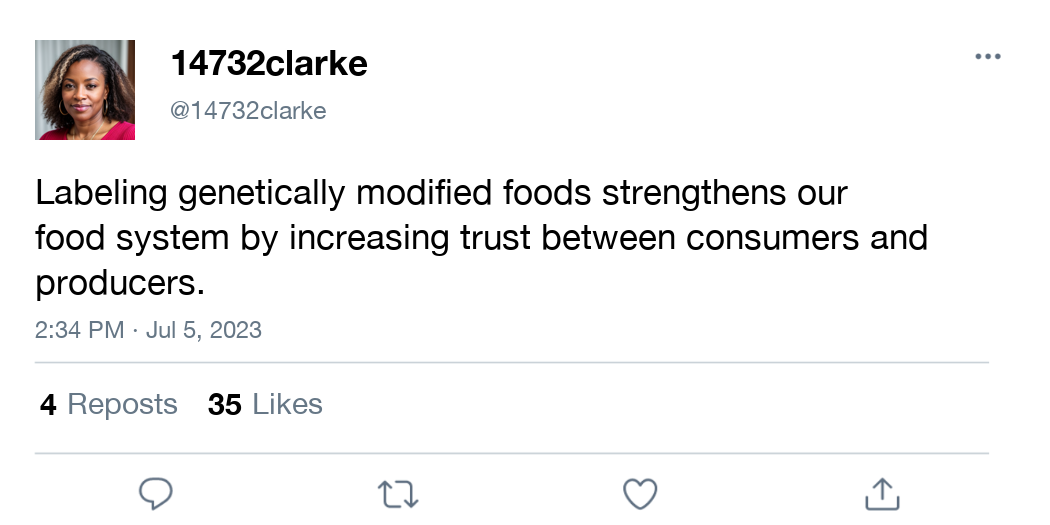 14732clarke
@14732clarke
Labeling genetically modified foods strengthens our
food system by increasing trust between consumers and
producers.
2:34 PM · Jul 5, 2023
4 Reposts 35 Likes